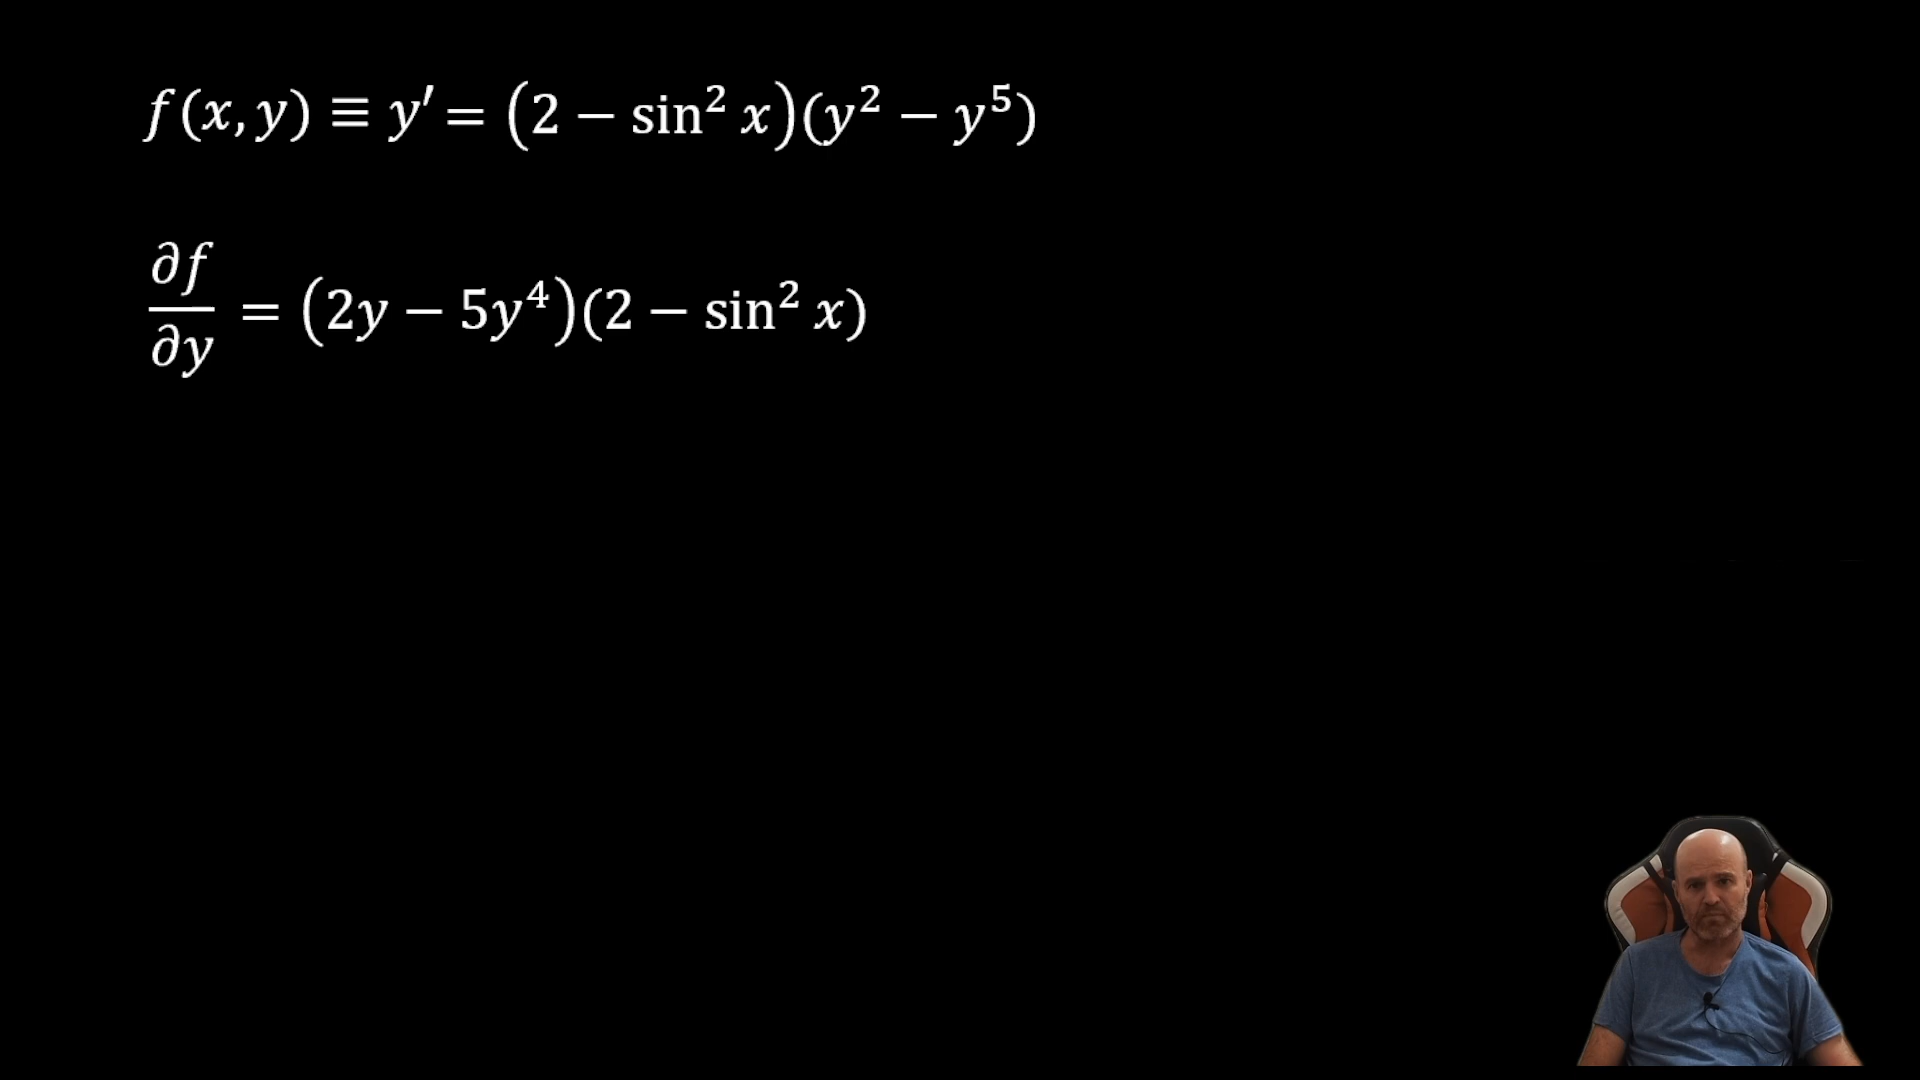 f(x, y) ≡ y′ = (2 − sin² x)(y² − y⁵)
∂f/∂y = (2y − 5y⁴)(2 − sin² x)